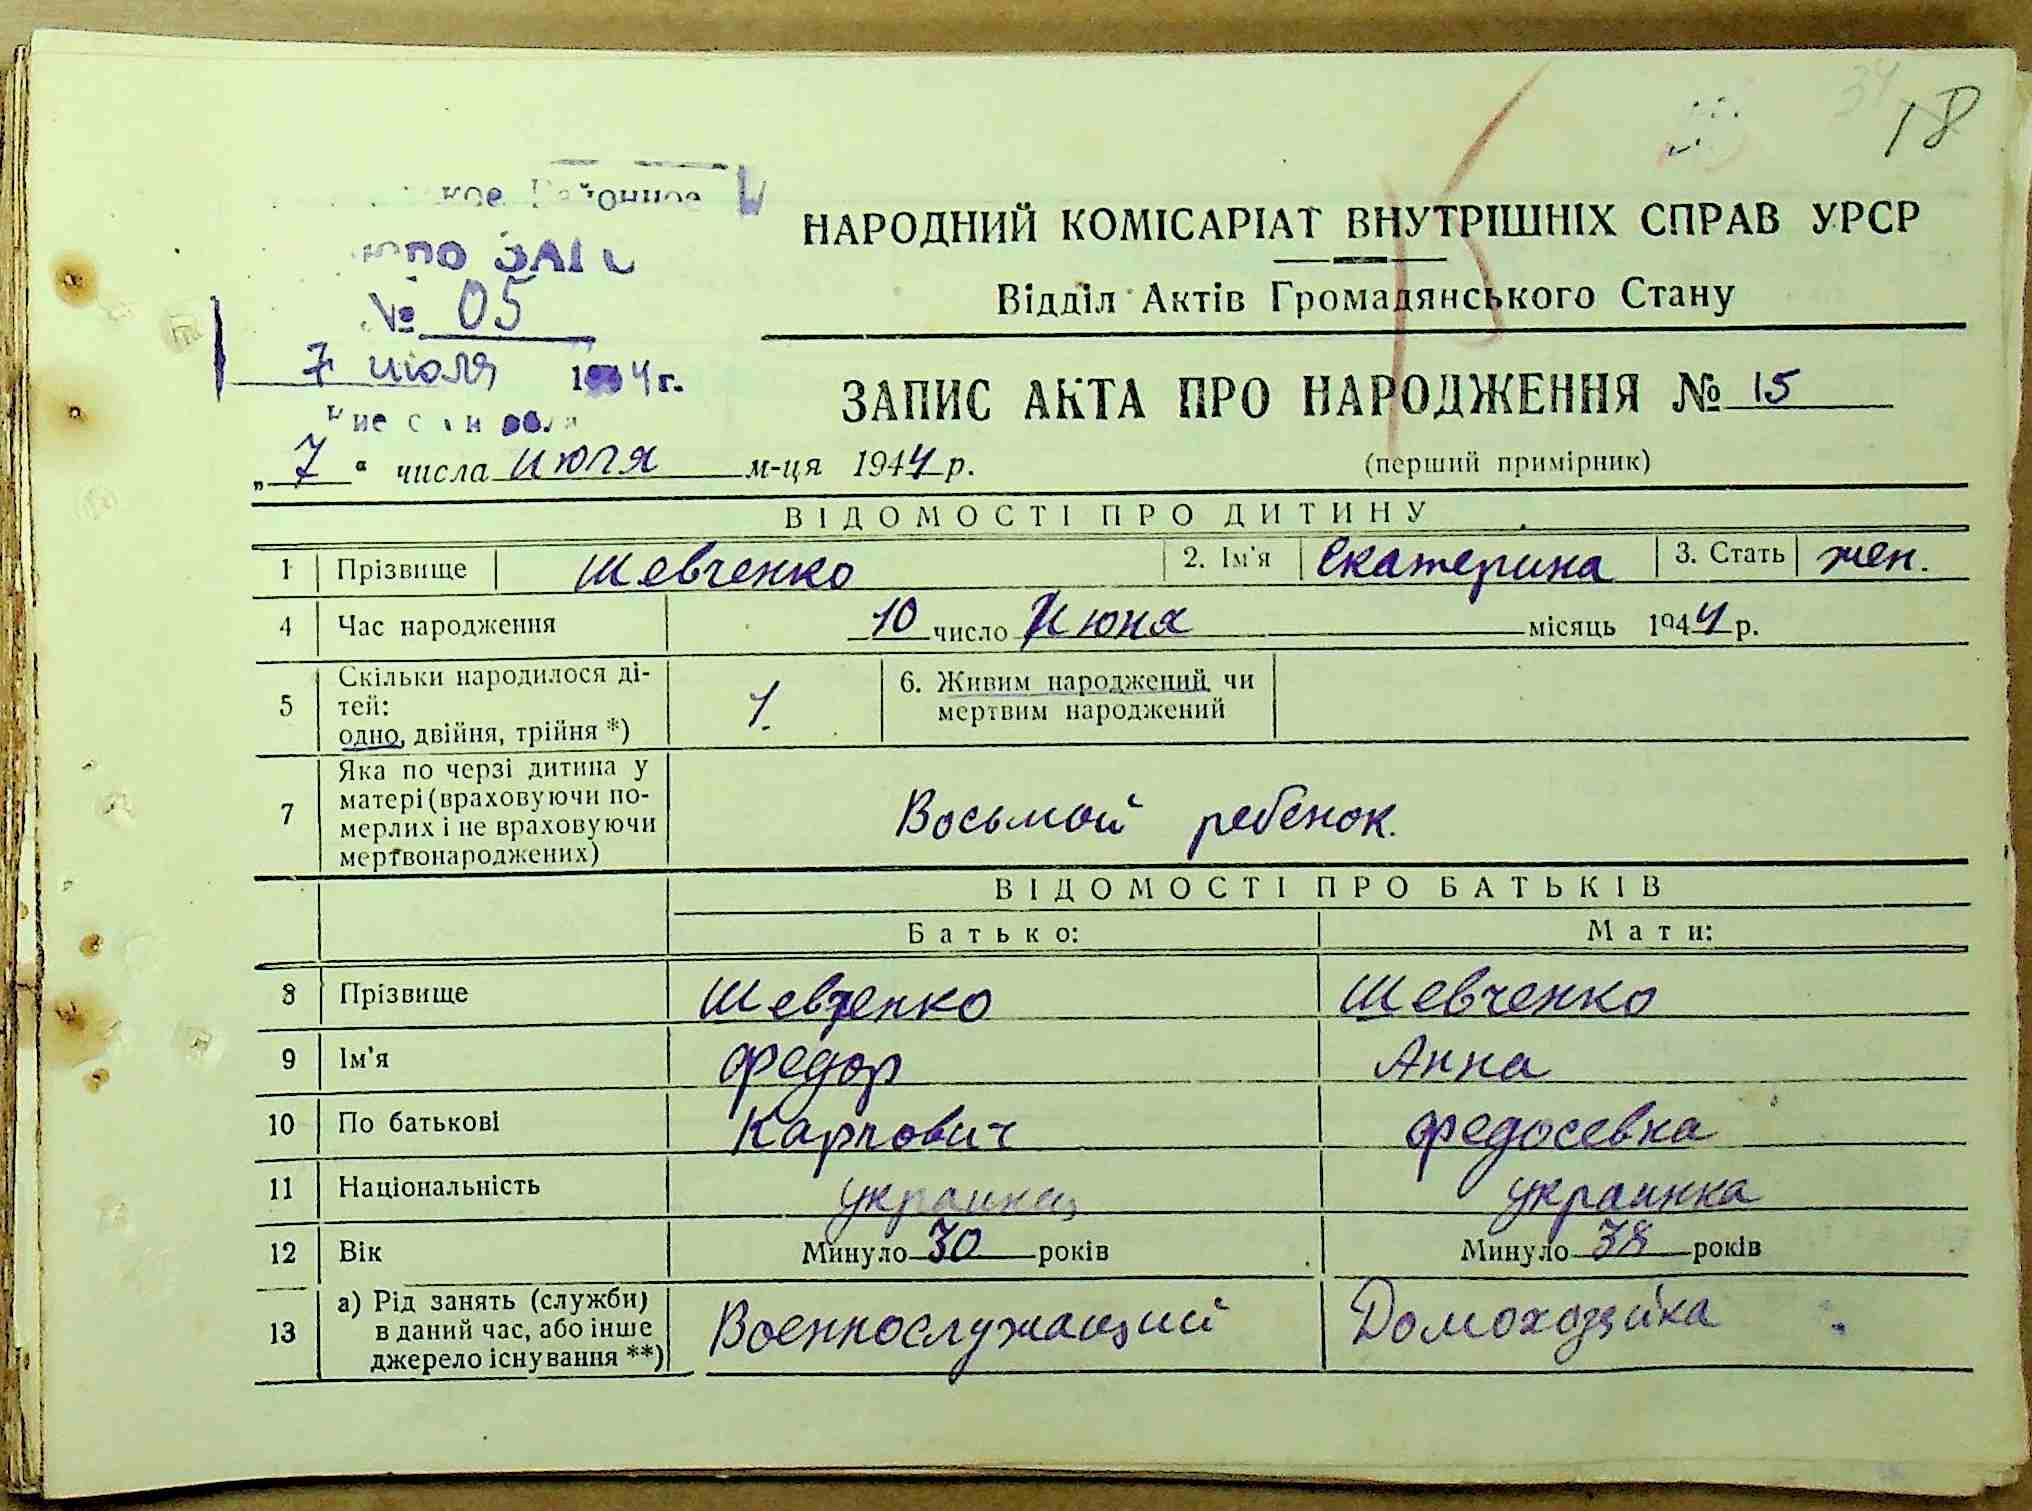 18
34
НАРОДНИЙ КОМІСАРІАТ ВНУТРІШНІХ СПРАВ УРСР
Відділ Актів Громадянського Стану
ЗАГС
№ 05
7 июля 1944 г.
ЗАПИС АКТА ПРО НАРОДЖЕННЯ № 15
„7“ числа июля м-ця 1944 р.
(перший примірник)
ВІДОМОСТІ ПРО ДИТИНУ
1 Прізвище Шевченко 2. Ім'я Екатерина 3. Стать жен.
4 Час народження 10 число Июня місяць 1944 р.
5 Скільки народилося ді-
тей:
одно, двійня, трійня *)
1.
6. Живим народжений чи
мертвим народжений
7 Яка по черзі дитина у
матері (враховуючи по-
мерлих і не враховуючи
мертвонароджених)
Восьмой ребенок.
ВІДОМОСТІ ПРО БАТЬКІВ
Батько: Мати:
8 Прізвище Шевченко Шевченко
9 Ім'я Федор Анна
10 По батькові Карпович Федосевна
11 Національність украинец украинка
12 Вік Минуло 30 років Минуло 38 років
13 а) Рід занять (служби)
в даний час, або інше
джерело існування **)
Военнослужащий Домохозяйка